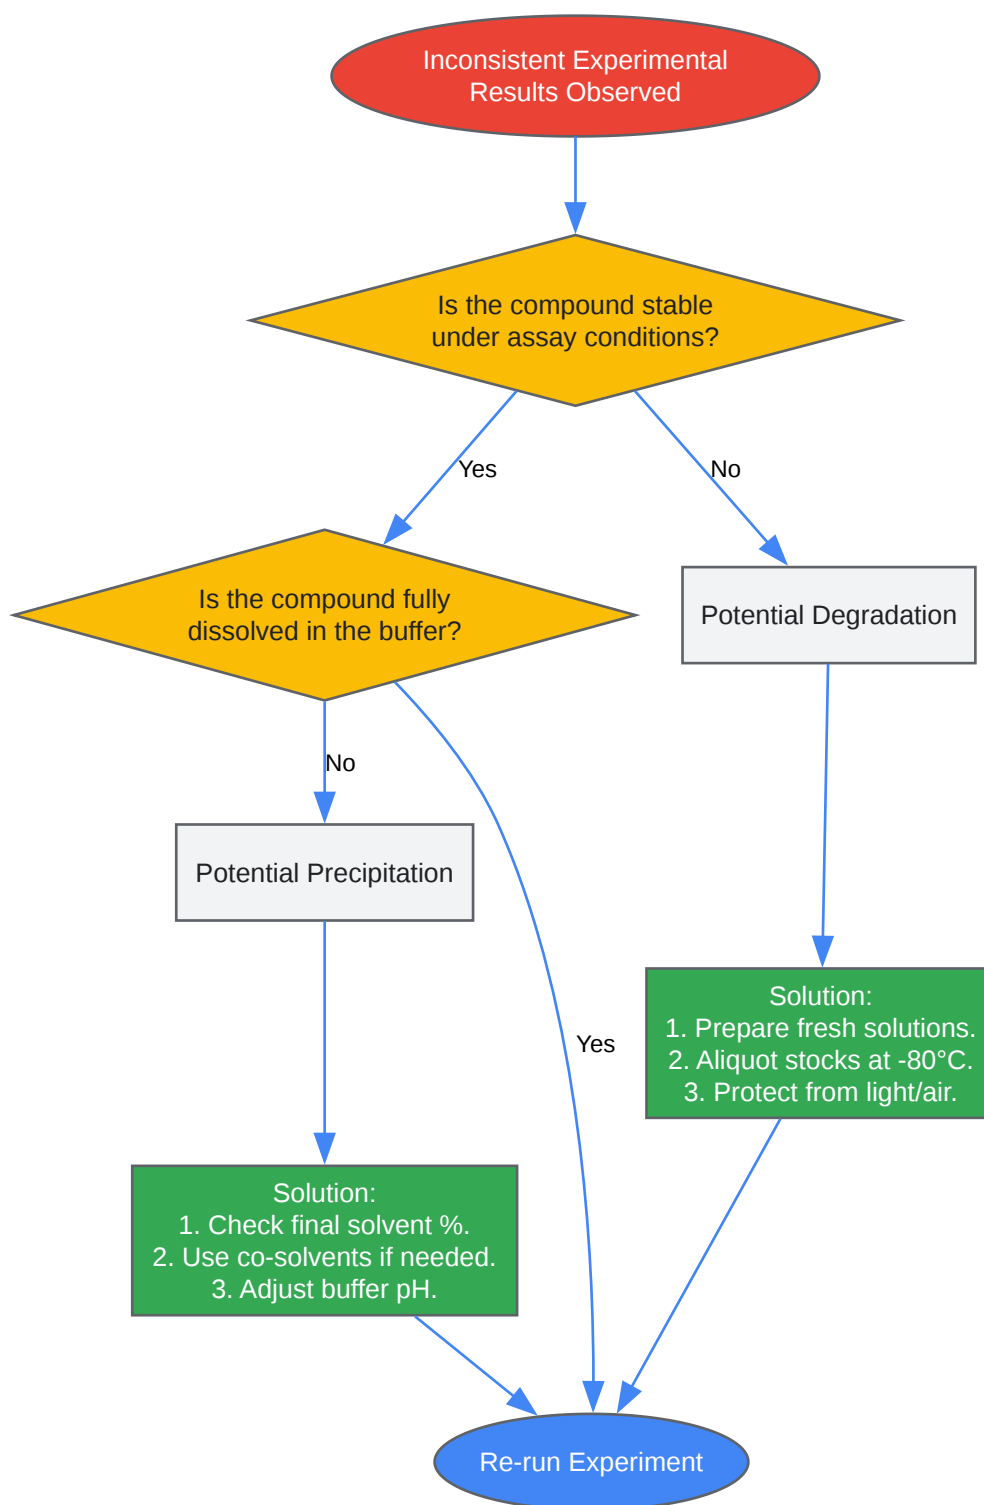 Inconsistent Experimental
Results Observed
Is the compound stable
under assay conditions?
Yes
No
Is the compound fully
dissolved in the buffer?
Potential Degradation
No
Potential Precipitation
Solution:
1. Prepare fresh solutions.
2. Aliquot stocks at -80°C.
3. Protect from light/air.
Yes
Solution:
1. Check final solvent %.
2. Use co-solvents if needed.
3. Adjust buffer pH.
Re-run Experiment